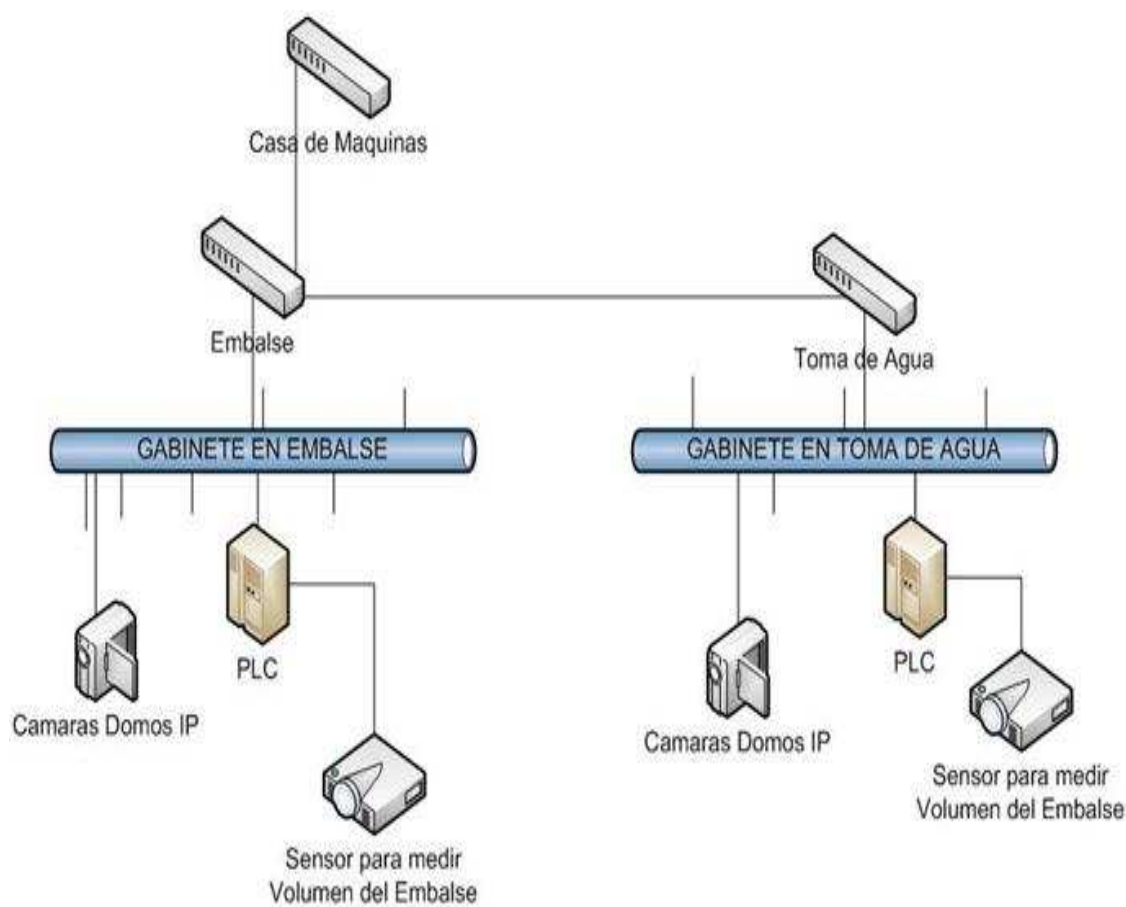 Casa de Maquinas
Embalse
Toma de Agua
GABINETE EN EMBALSE
GABINETE EN TOMA DE AGUA
PLC
Camaras Domos IP
Sensor para medir
Volumen del Embalse
PLC
Camaras Domos IP
Sensor para medir
Volumen del Embalse